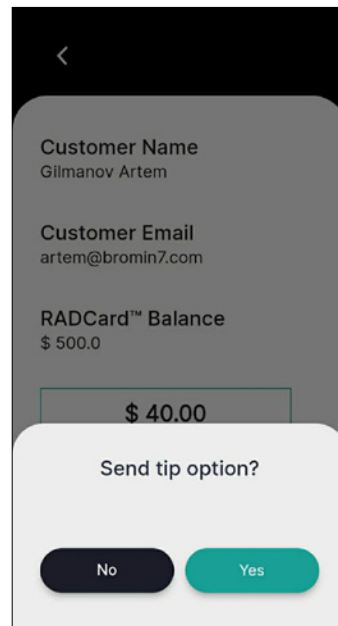 Customer Name
Gilmanov Artem
Customer Email
artem@bromin7.com
RADCard™ Balance
$ 500.0
$ 40.00
Send tip option?
No
Yes